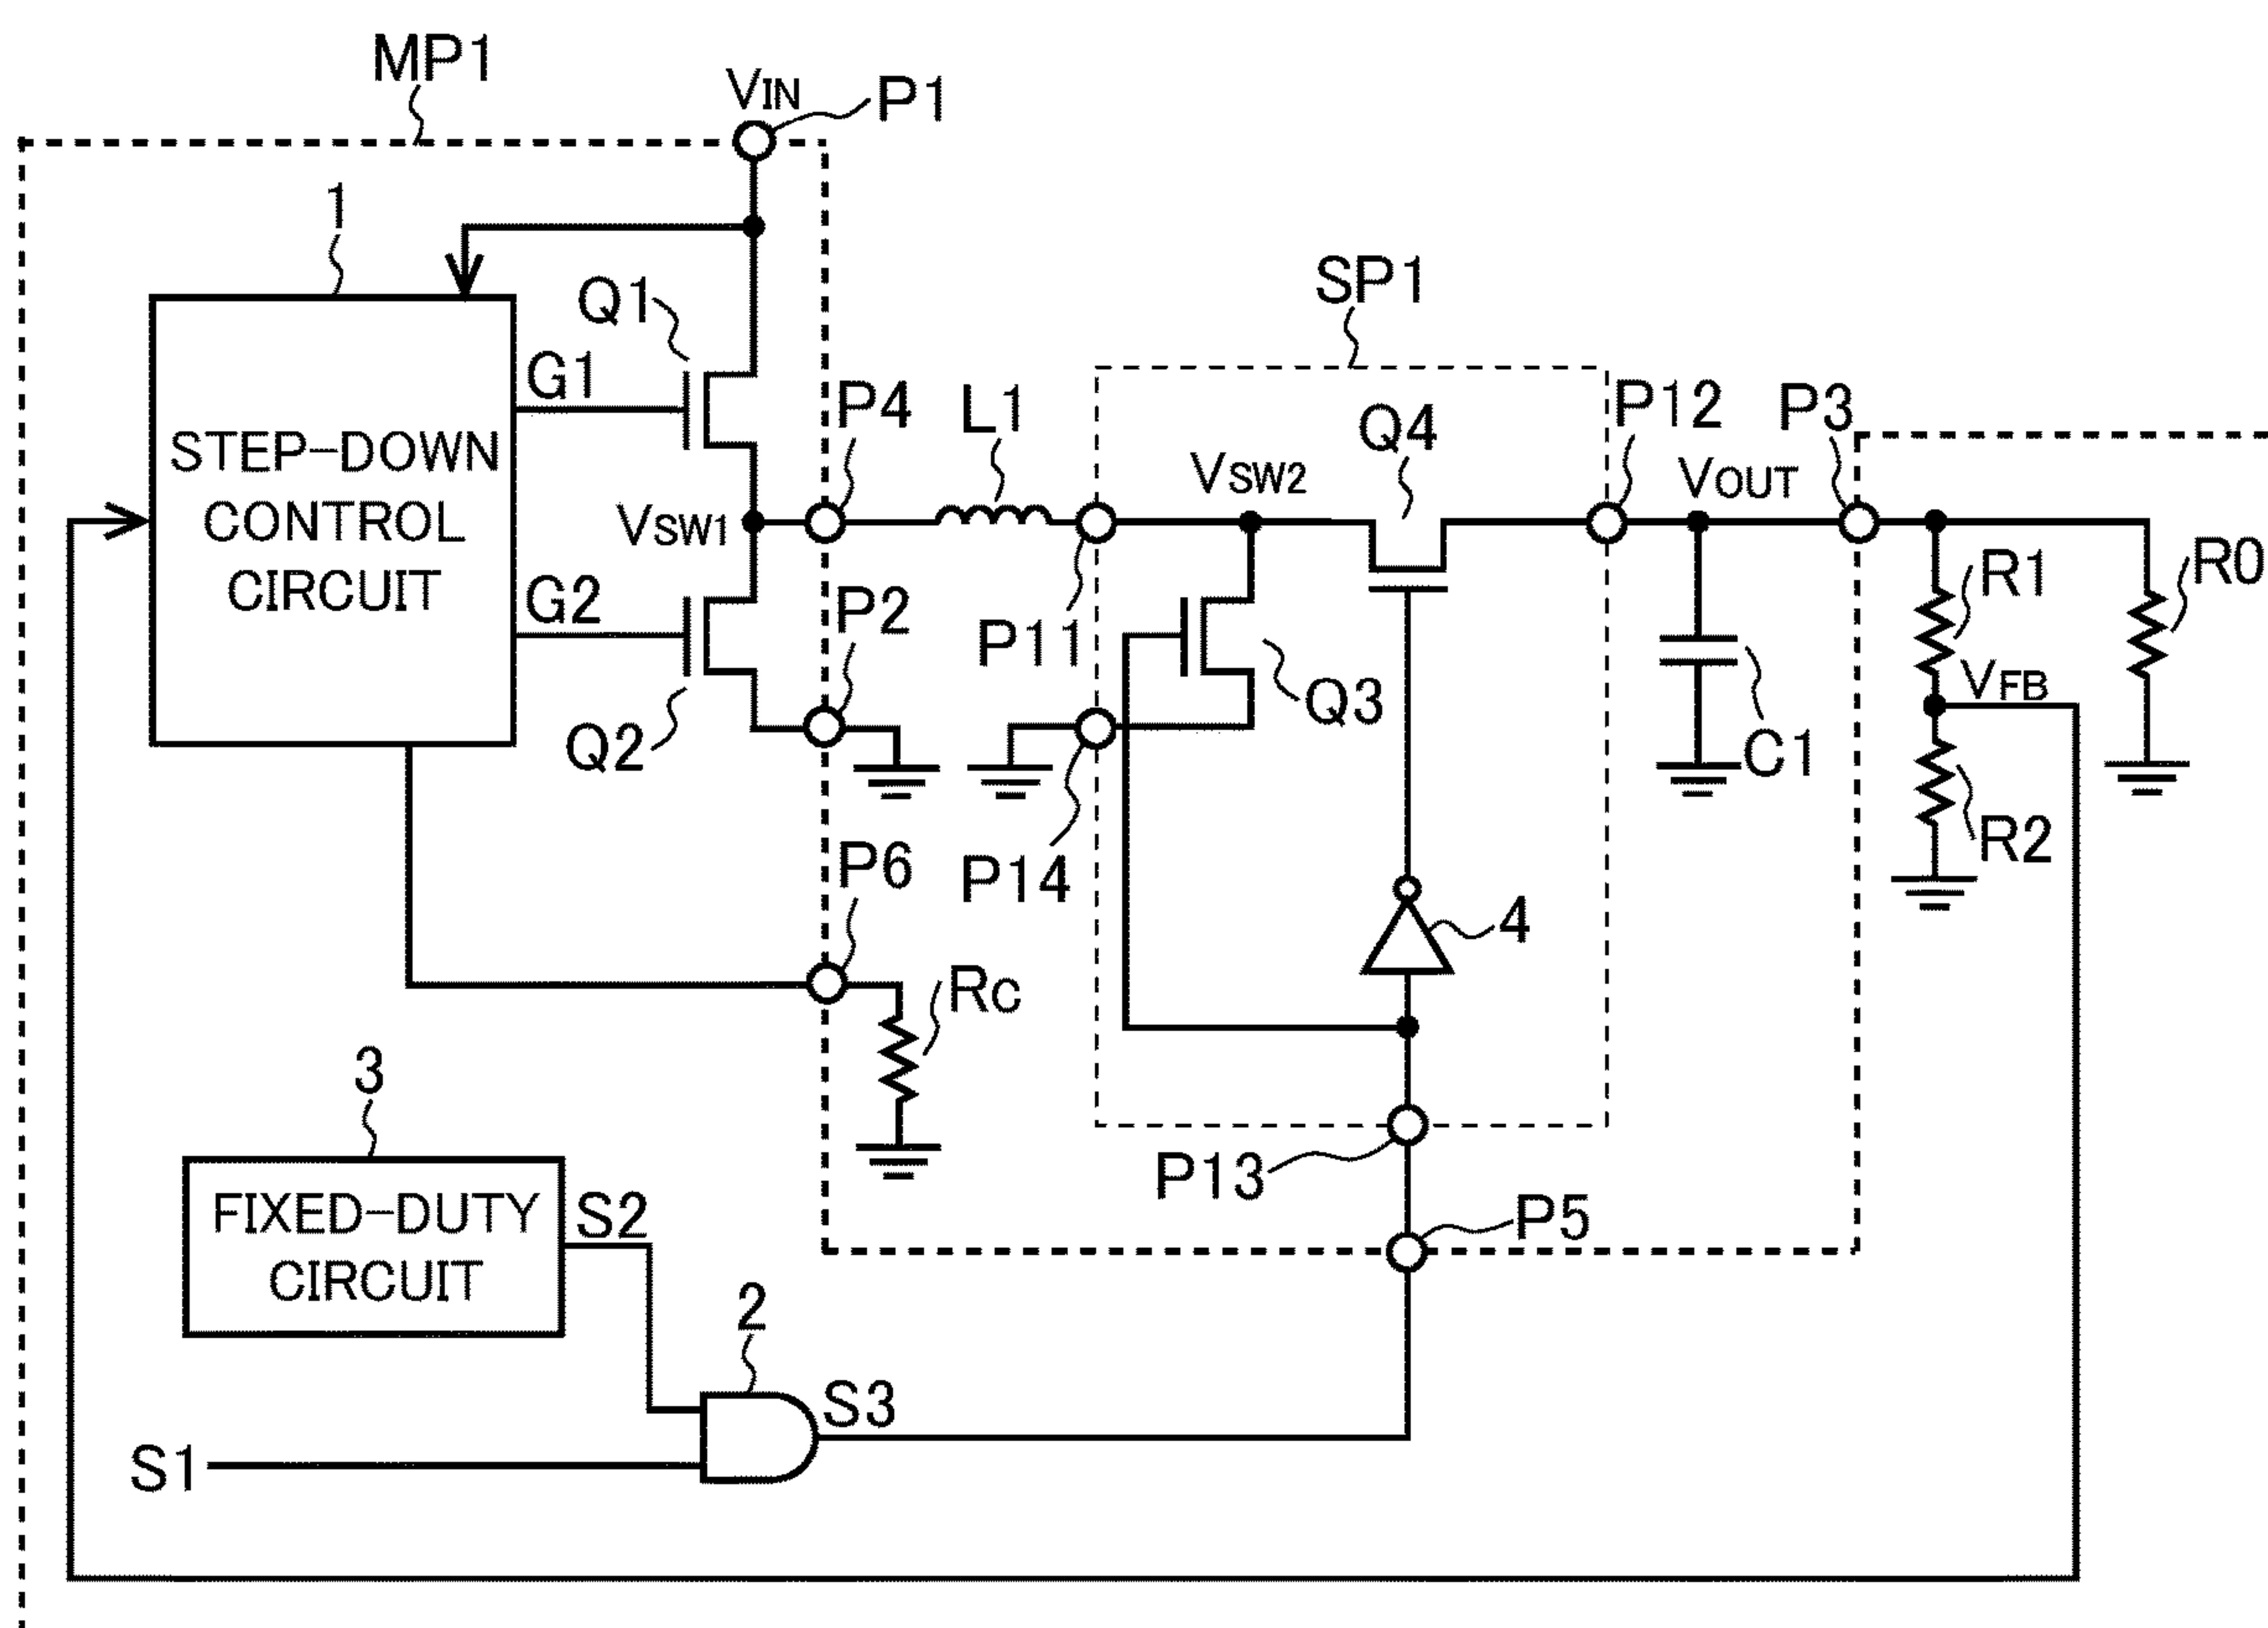 MP1
VIN
P1
1
Q1
G1
STEP-DOWN
CONTROL
CIRCUIT
VSW1
G2
Q2
P4
L1
P2
SP1
VSW2
Q4
P12
P3
VOUT
P11
Q3
P14
C1
R1
R0
VFB
R2
P6
RC
4
P13
P5
3
FIXED-DUTY
CIRCUIT
S2
2
S3
S1